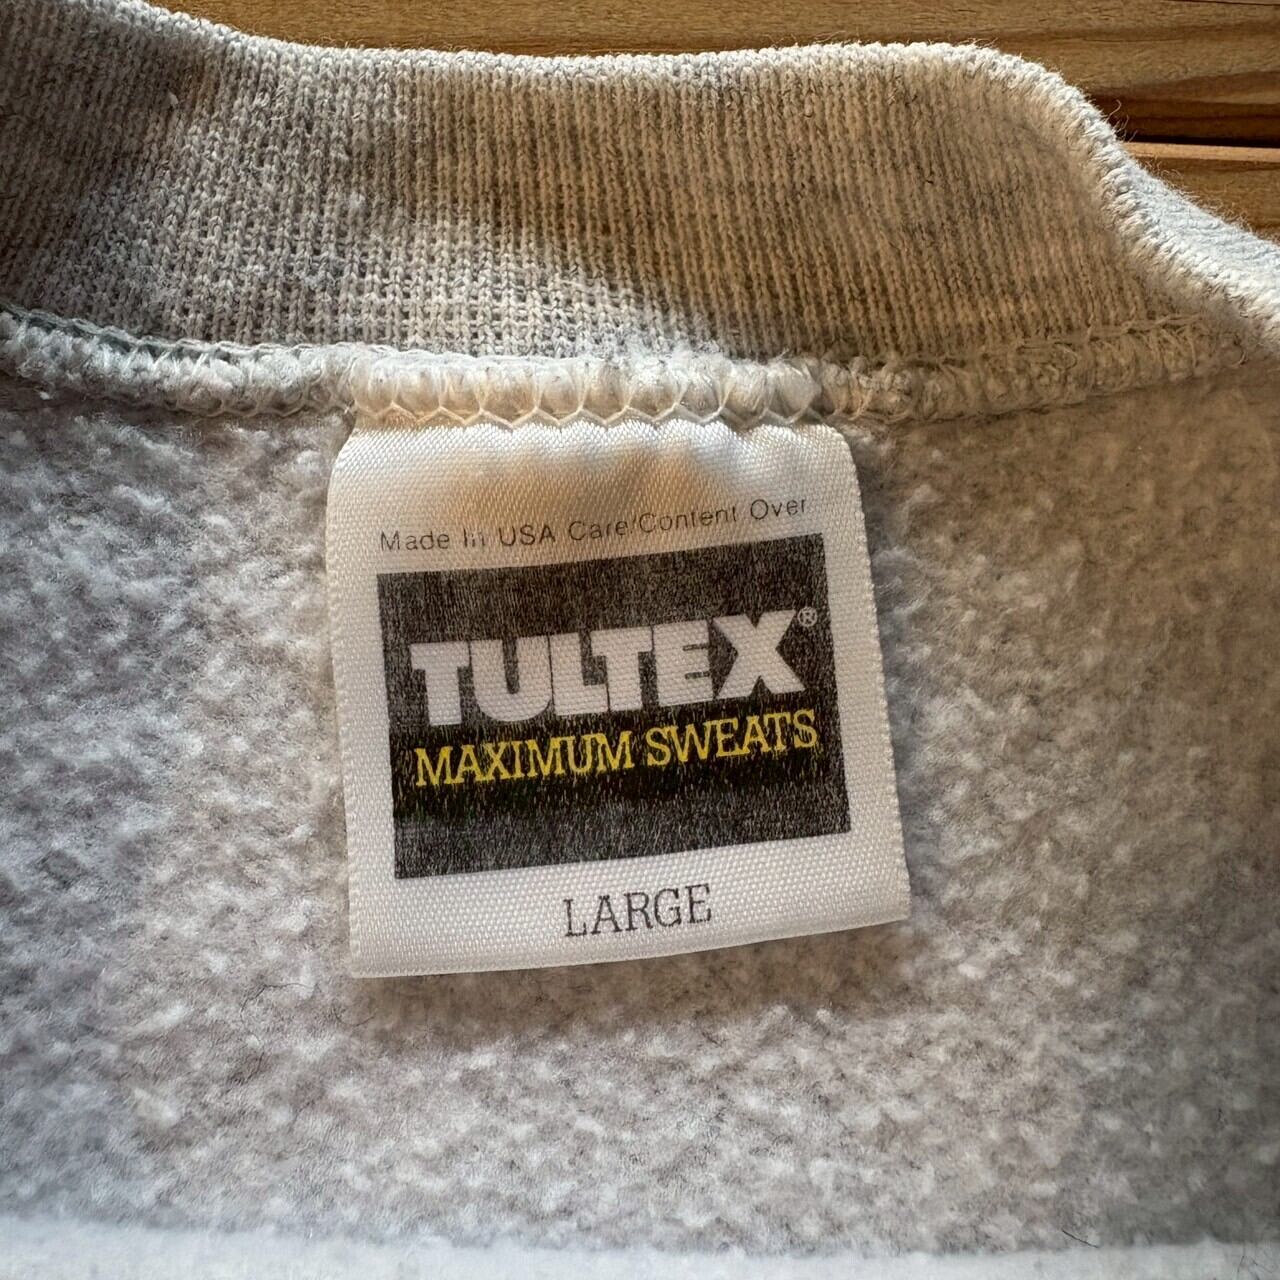 Made In USA Care/Content Over
TULTEX®
MAXIMUM SWEATS
LARGE